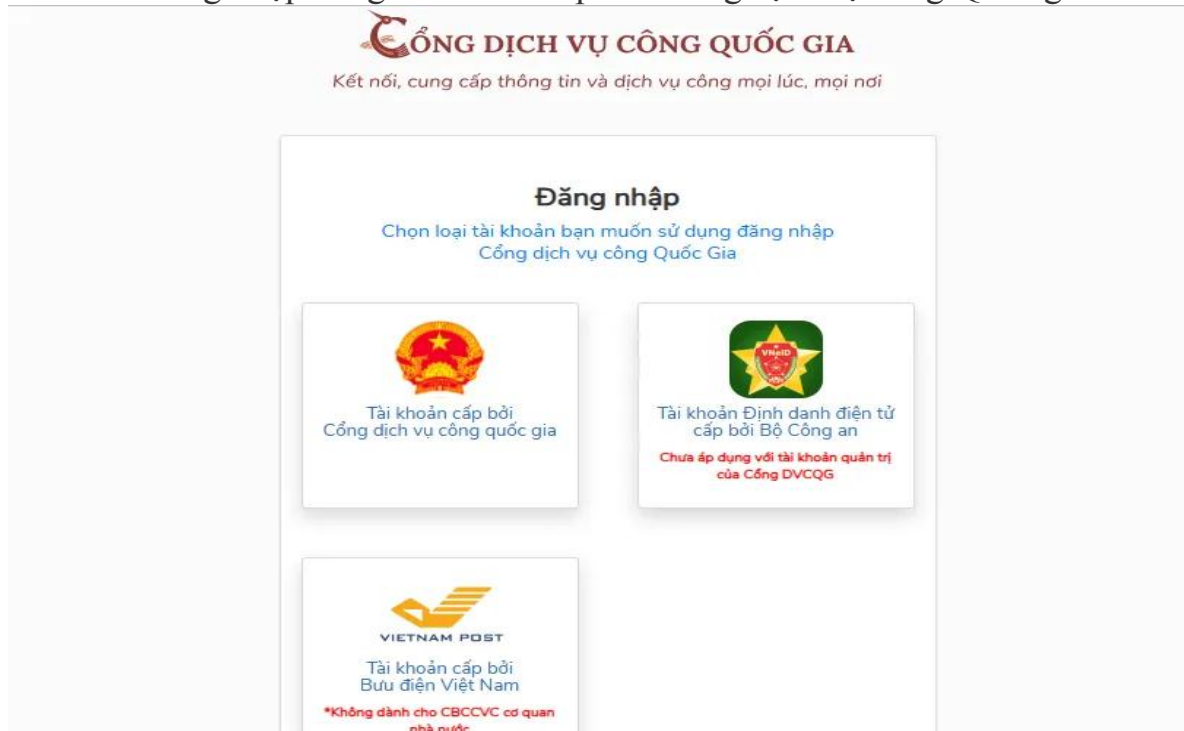 CỔNG DỊCH VỤ CÔNG QUỐC GIA
Kết nối, cung cấp thông tin và dịch vụ công mọi lúc, mọi nơi
Đăng nhập
Chọn loại tài khoản bạn muốn sử dụng đăng nhập
Cổng dịch vụ công Quốc Gia
Tài khoản cấp bởi
Cổng dịch vụ công quốc gia
VNeID
Tài khoản Định danh điện tử
cấp bởi Bộ Công an
Chưa áp dụng với tài khoản quản trị
của Cổng DVCQG
VIETNAM POST
Tài khoản cấp bởi
Bưu điện Việt Nam
*Không dành cho CBCCVC cơ quan
nhà nước